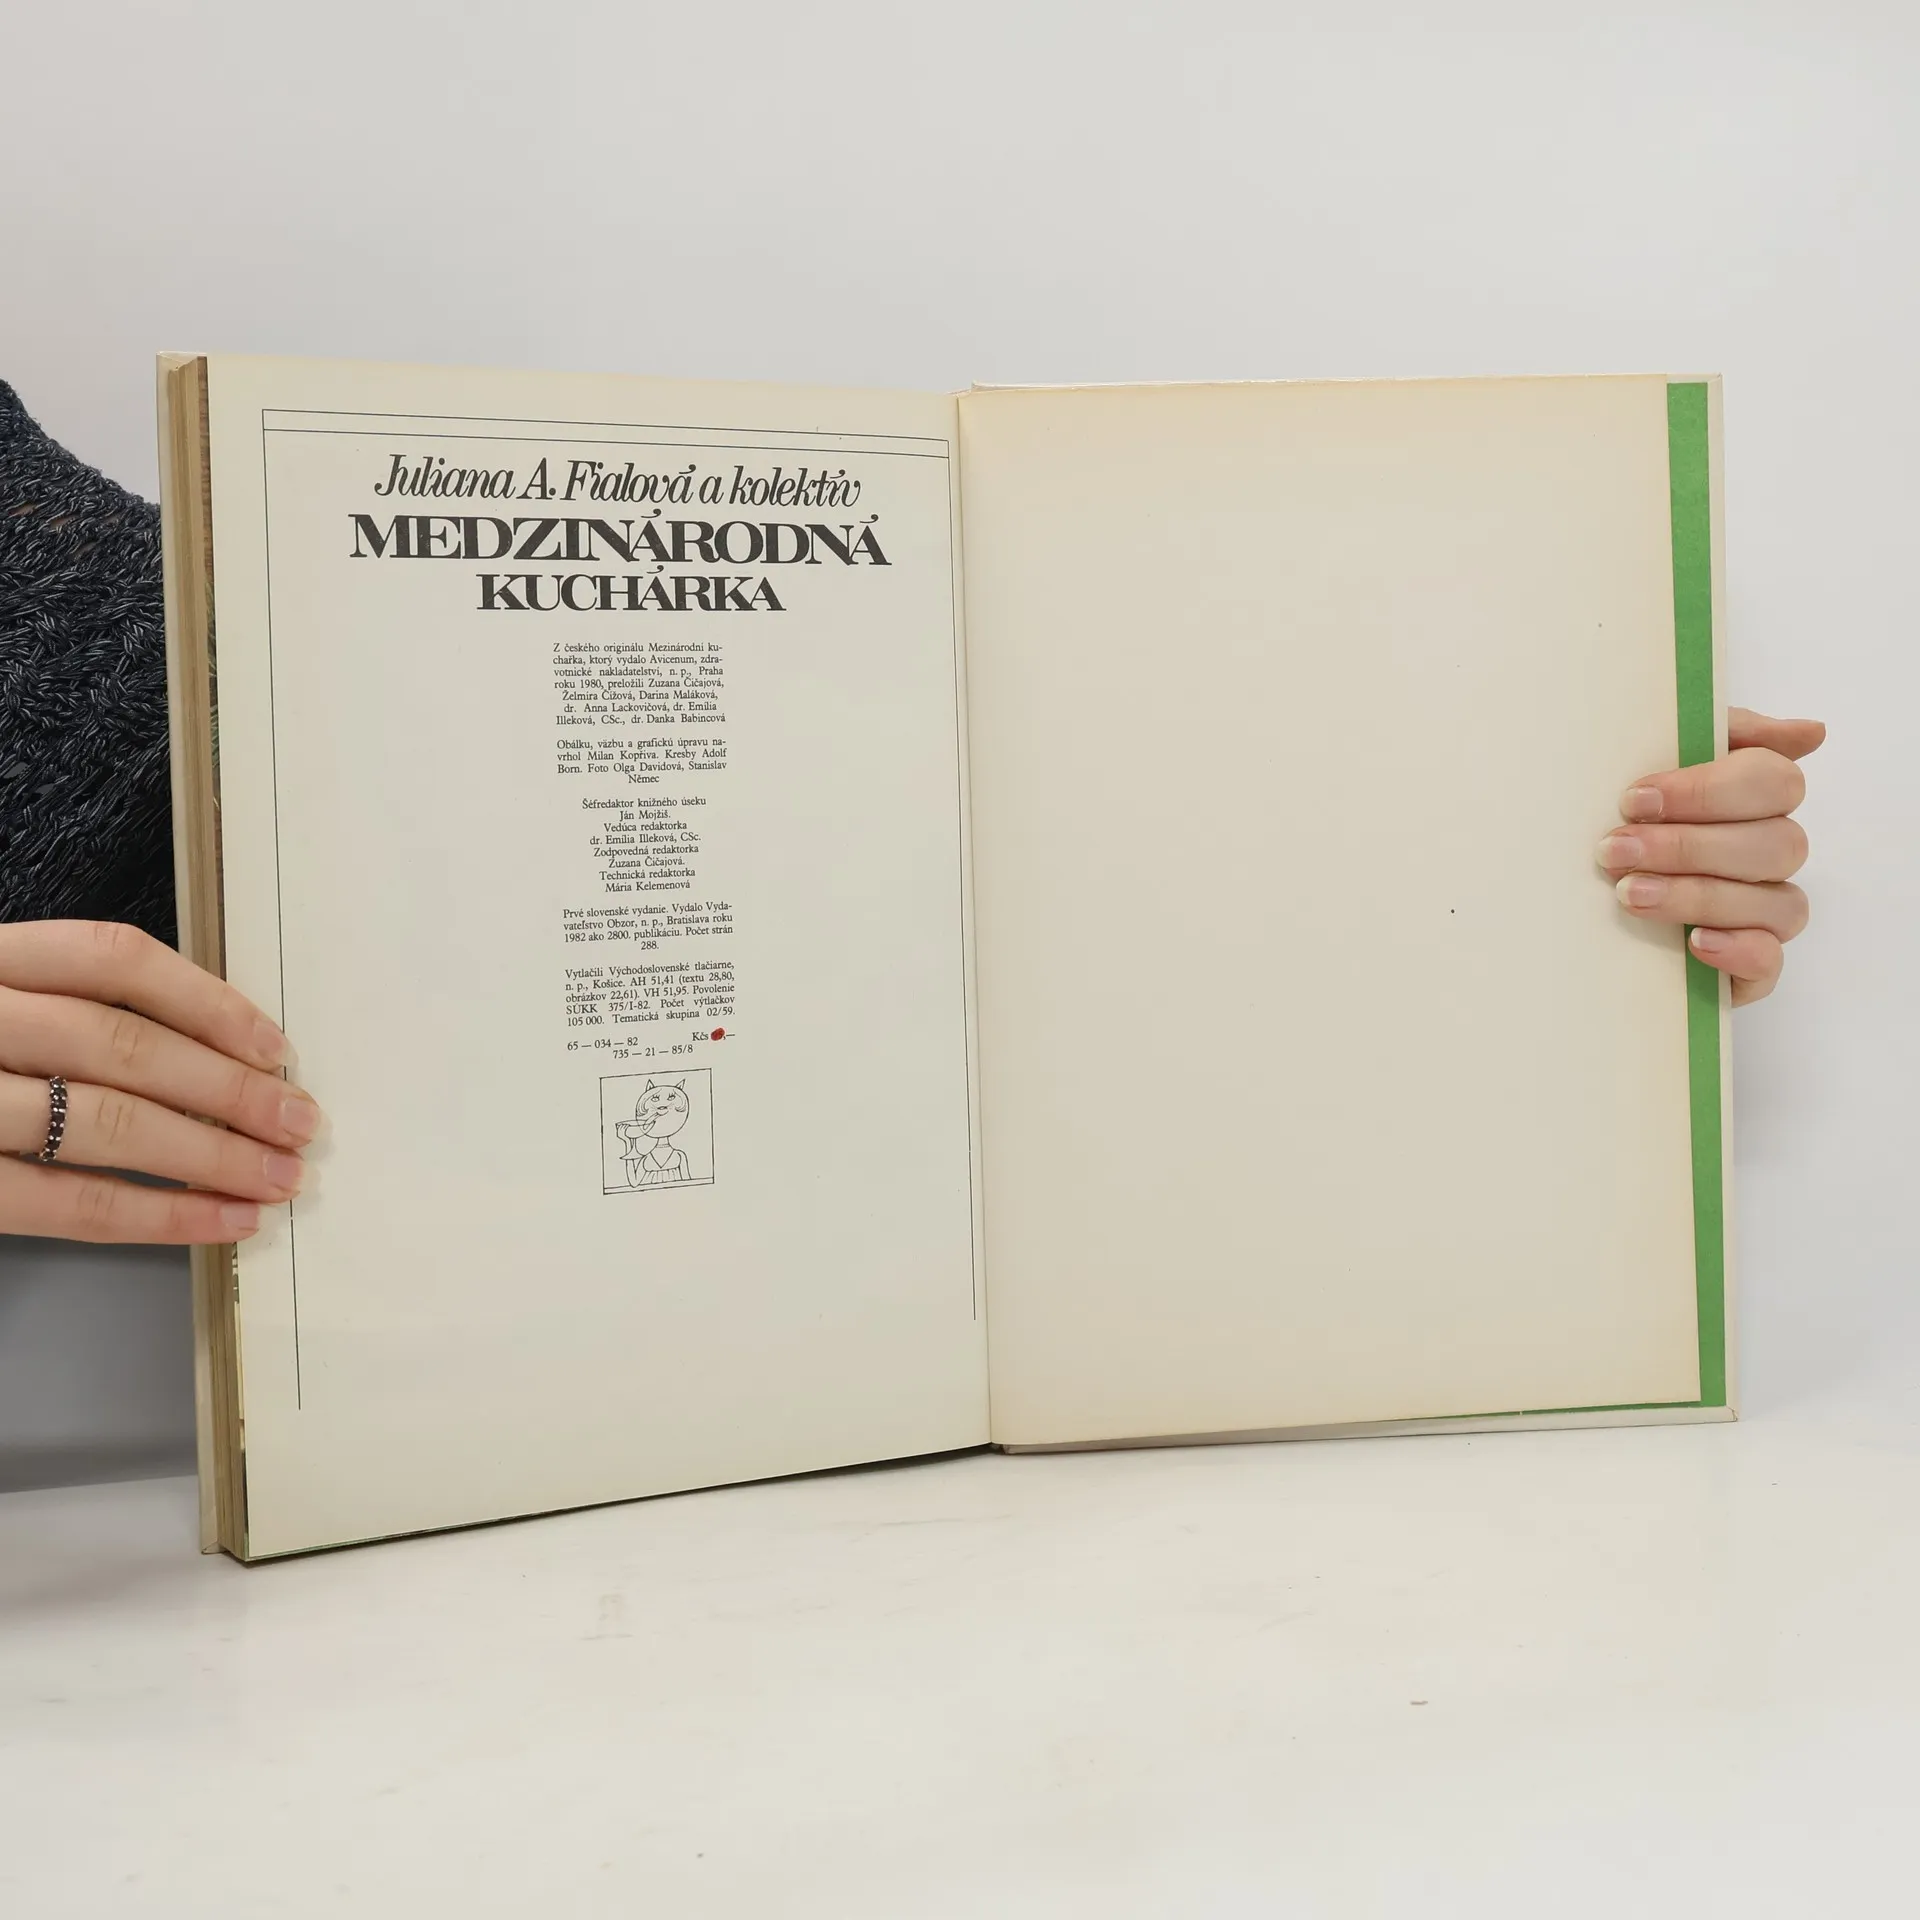 Juliana A. Fialová a kolektív
MEDZINÁRODNÁ
KUCHÁRKA
Z českého originálu Mezinárodní ku-
chařka, ktorý vydalo Avicenum, zdra-
votnické nakladatelství, n. p., Praha
roku 1980, preložili Zuzana Čičajová,
Želmíra Čížová, Darina Maláková,
dr. Anna Lackovičová, dr. Emília
Illeková, CSc., dr. Danka Babincová
Obálku, väzbu a grafickú úpravu na-
vrhol Milan Kopřiva. Kresby Adolf
Born. Foto Olga Davidová, Stanislav
Němec
Šéfredaktor knižného úseku
Ján Mojžiš.
Vedúca redaktorka
dr. Emília Illeková, CSc.
Zodpovedná redaktorka
Zuzana Čičajová.
Technická redaktorka
Mária Kelemenová
Prvé slovenské vydanie. Vydalo Vyda-
vateľstvo Obzor, n. p., Bratislava roku
1982 ako 2800. publikáciu. Počet strán
288.
Vytlačili Východoslovenské tlačiarne,
n. p., Košice. AH 51,41 (textu 28,80,
obrázkov 22,61). VH 51,95. Povolenie
SÚKK 375/I-82. Počet výtlačkov
105 000. Tematická skupina 02/59.
65 — 034 — 82 Kčs ,—
735 — 21 — 85/8